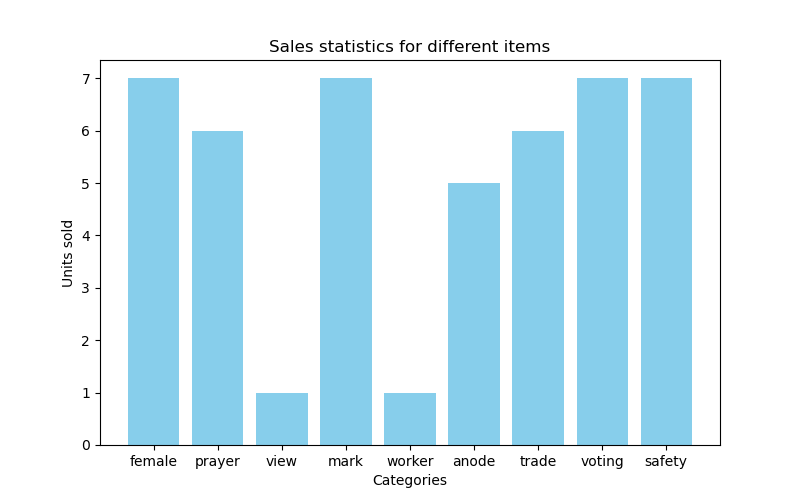 Sales statistics for different items
7
6
5
4
3
2
1
0
Units sold
female prayer view mark worker anode trade voting safety
Categories